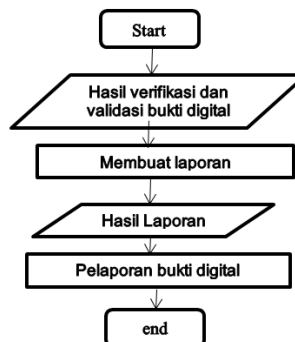 Start
Hasil verifikasi dan
validasi bukti digital
Membuat laporan
Hasil Laporan
Pelaporan bukti digital
end